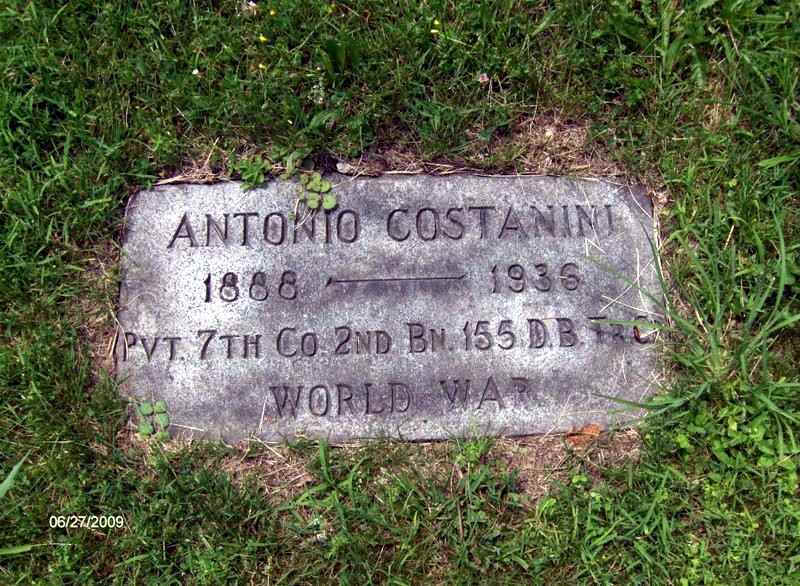 ANTONIO COSTANINI
1888 — 1936
PVT. 7TH CO. 2ND BN. 155 D.B.
WORLD WAR
06/27/2009